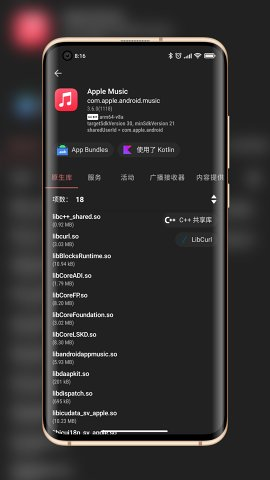 8:16
Apple Music
com.apple.android.music
3.6.0(1118)
arm64-v8a
targetSdkVersion 30, minSdkVersion 21
sharedUserId = com.apple.android
App Bundles
使用了 Kotlin
原生库 服务 活动 广播接收器 内容提供
项数: 18
libc++_shared.so
(0.92 MB)
C++ 共享库
libcurl.so
(3.03 MB)
LibCurl
libBlocksRuntime.so
(10.94 kB)
libCoreADI.so
(1.79 MB)
libCoreFP.so
(8.20 MB)
libCoreFoundation.so
(3.02 MB)
libCoreLSKD.so
(8.30 MB)
libandroidappmusic.so
(5.93 MB)
libdaapkit.so
(201 kB)
libdispatch.so
(695 kB)
libicudata_sv_apple.so
(10.23 MB)
libicui18n_sv_apple.so